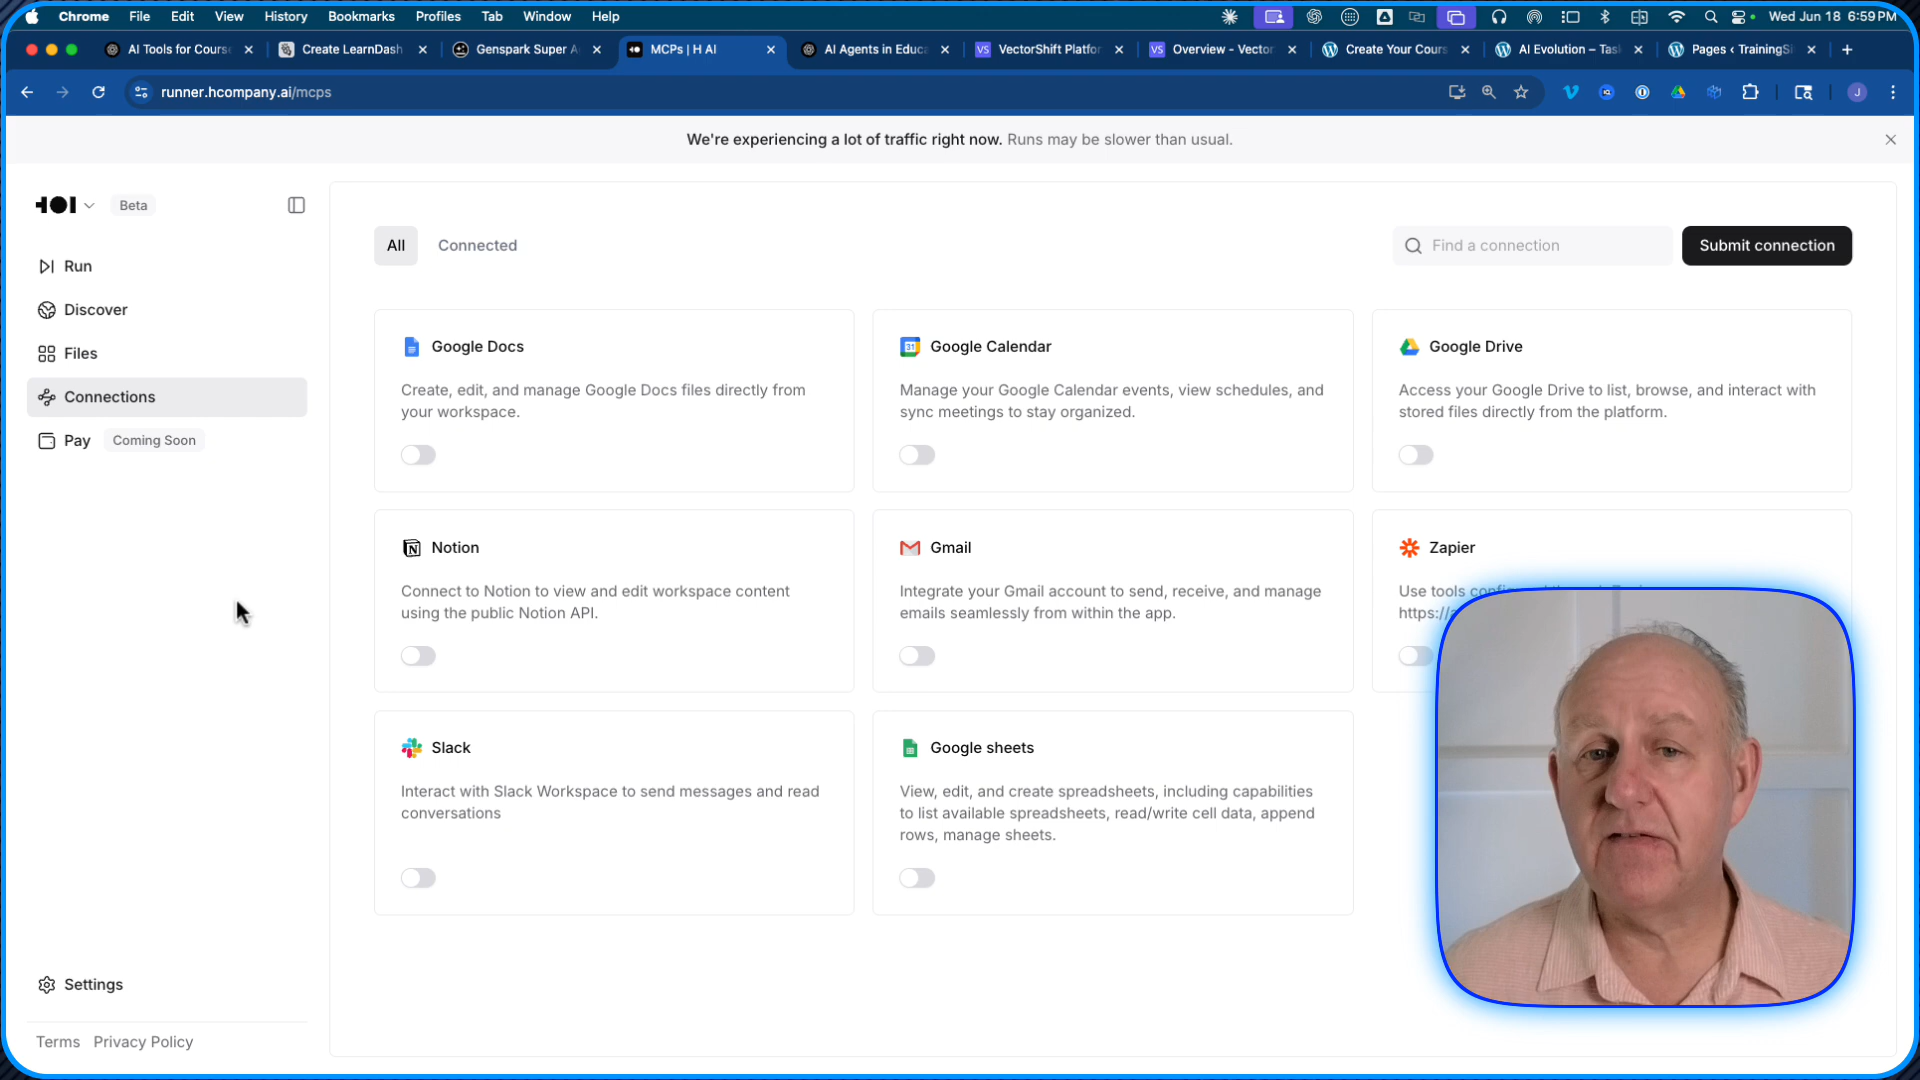 Chrome File Edit View History Bookmarks Profiles Tab Window Help Wed Jun 18 6:59 PM
AI Tools for Course Create LearnDash Genspark Super A MCPs | H AI AI Agents in Educa VectorShift Platfor Overview - Vector Create Your Cours AI Evolution – Tas Pages ‹ TrainingSi
runner.hcompany.ai/mcps
We're experiencing a lot of traffic right now. Runs may be slower than usual.
Beta
Run
Discover
Files
Connections
Pay Coming Soon
All Connected Find a connection Submit connection
Google Docs
Create, edit, and manage Google Docs files directly from
your workspace.
Google Calendar
Manage your Google Calendar events, view schedules, and
sync meetings to stay organized.
Google Drive
Access your Google Drive to list, browse, and interact with
stored files directly from the platform.
Notion
Connect to Notion to view and edit workspace content
using the public Notion API.
Gmail
Integrate your Gmail account to send, receive, and manage
emails seamlessly from within the app.
Zapier
Use tools
https://
Slack
Interact with Slack Workspace to send messages and read
conversations
Google sheets
View, edit, and create spreadsheets, including capabilities
to list available spreadsheets, read/write cell data, append
rows, manage sheets.
Settings
Terms Privacy Policy